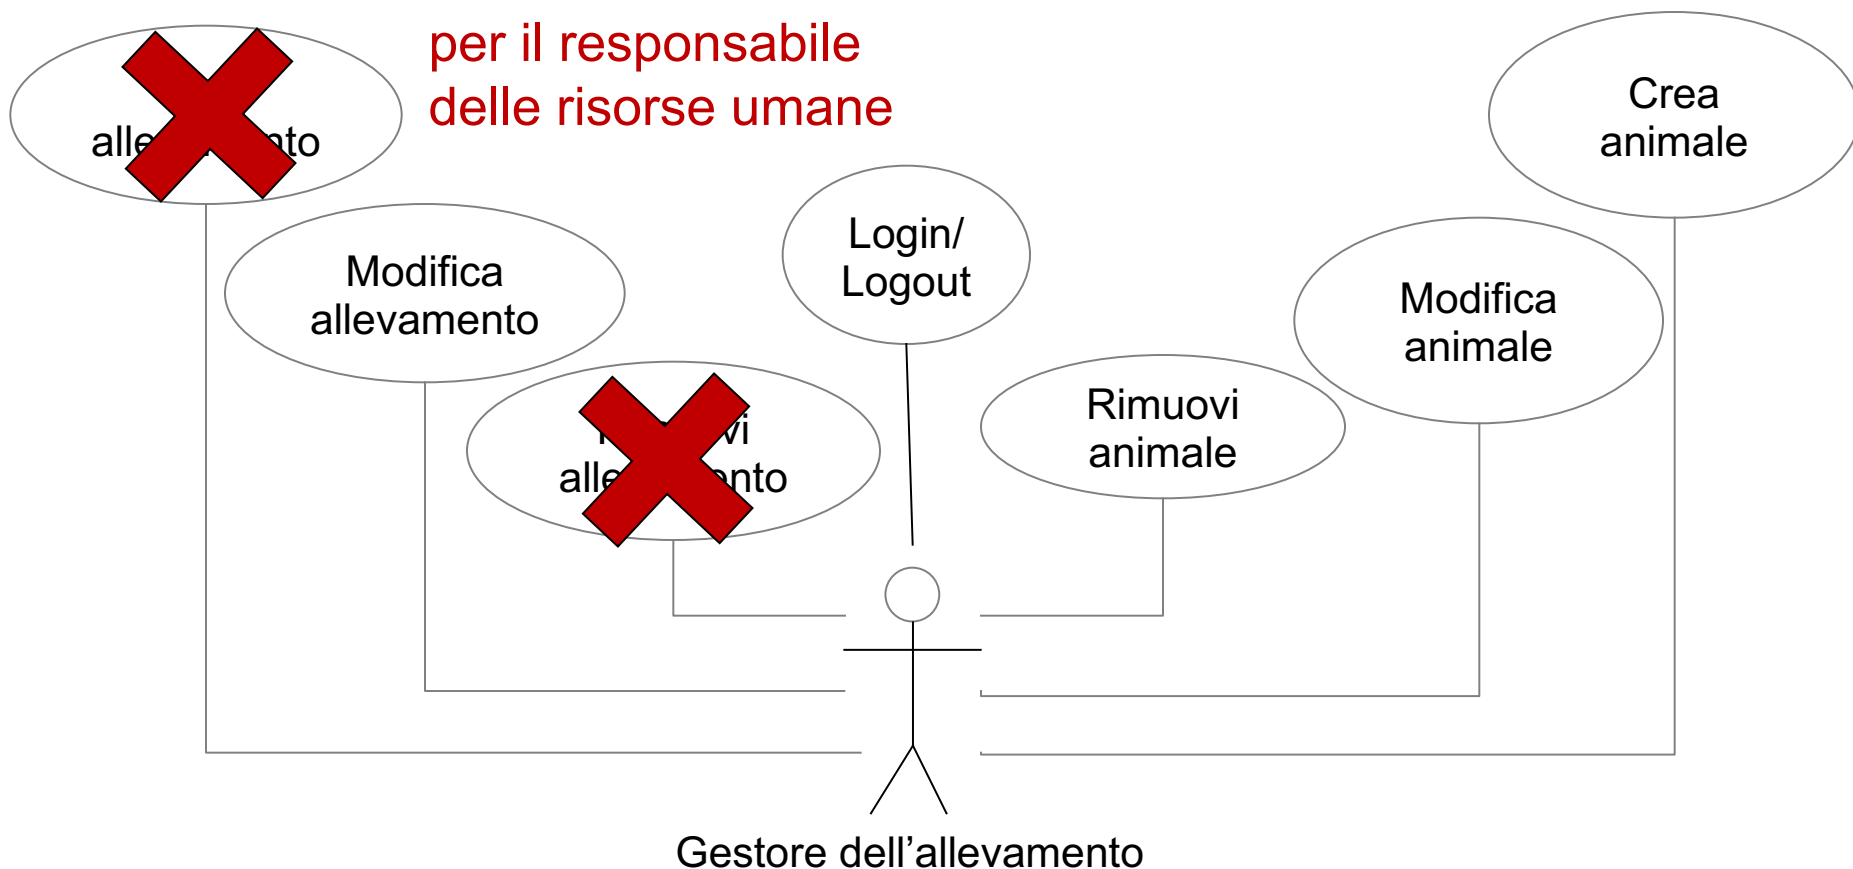 per il responsabile
delle risorse umane
Crea
animale
Login/
Logout
Modifica
allevamento
Modifica
animale
Rimuovi
animale
Gestore dell’allevamento